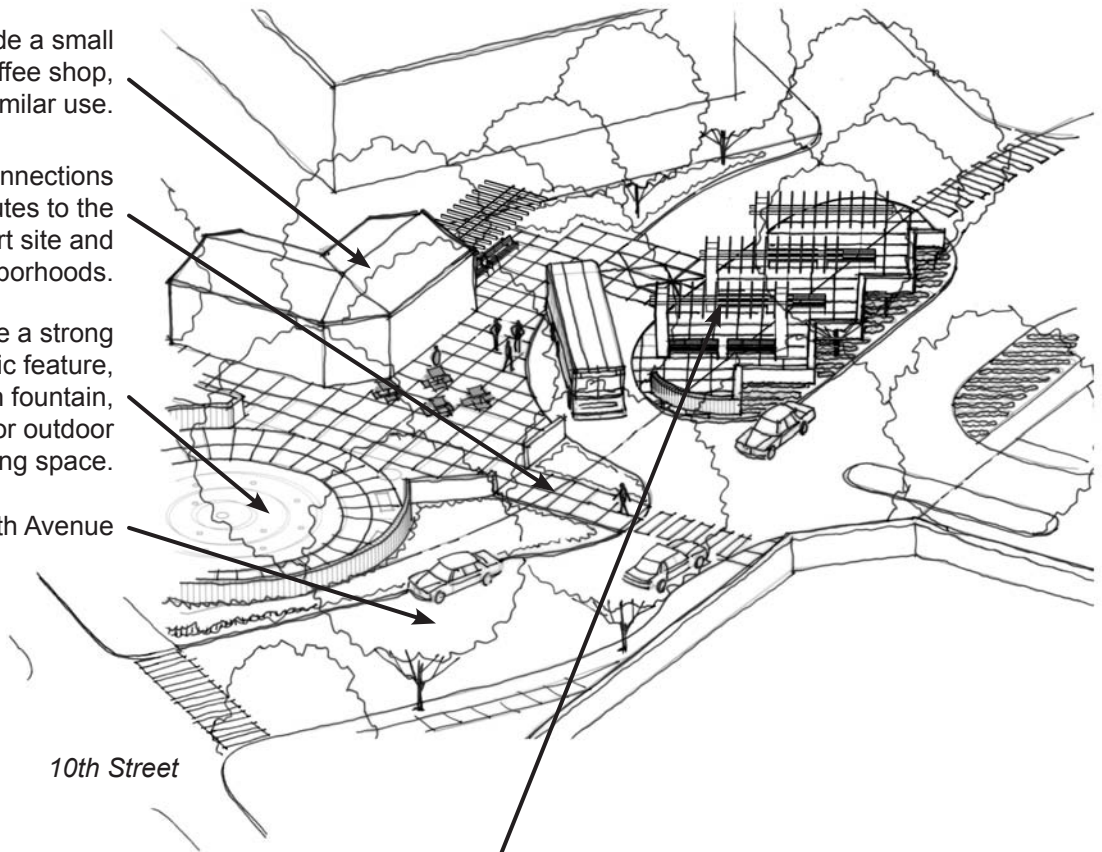 de a small
ffee shop,
milar use.
nnections
utes to the
rt site and
borhoods.
e a strong
ic feature,
n fountain,
or outdoor
ng space.
th Avenue
10th Street